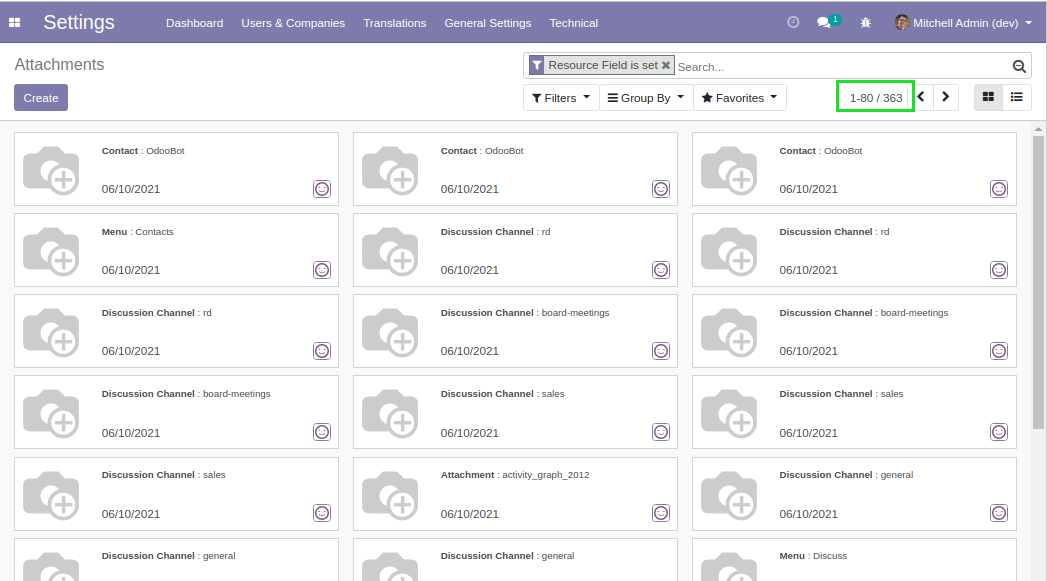 Settings Dashboard Users & Companies Translations General Settings Technical 1 Mitchell Admin (dev)
Attachments
Resource Field is set Search...
Create Filters Group By Favorites 1-80 / 363
Contact : OdooBot Contact : OdooBot Contact : OdooBot
06/10/2021 06/10/2021 06/10/2021
Menu : Contacts Discussion Channel : rd Discussion Channel : rd
06/10/2021 06/10/2021 06/10/2021
Discussion Channel : rd Discussion Channel : board-meetings Discussion Channel : board-meetings
06/10/2021 06/10/2021 06/10/2021
Discussion Channel : board-meetings Discussion Channel : sales Discussion Channel : sales
06/10/2021 06/10/2021 06/10/2021
Discussion Channel : sales Attachment : activity_graph_2012 Discussion Channel : general
06/10/2021 06/10/2021 06/10/2021
Discussion Channel : general Discussion Channel : general Menu : Discuss